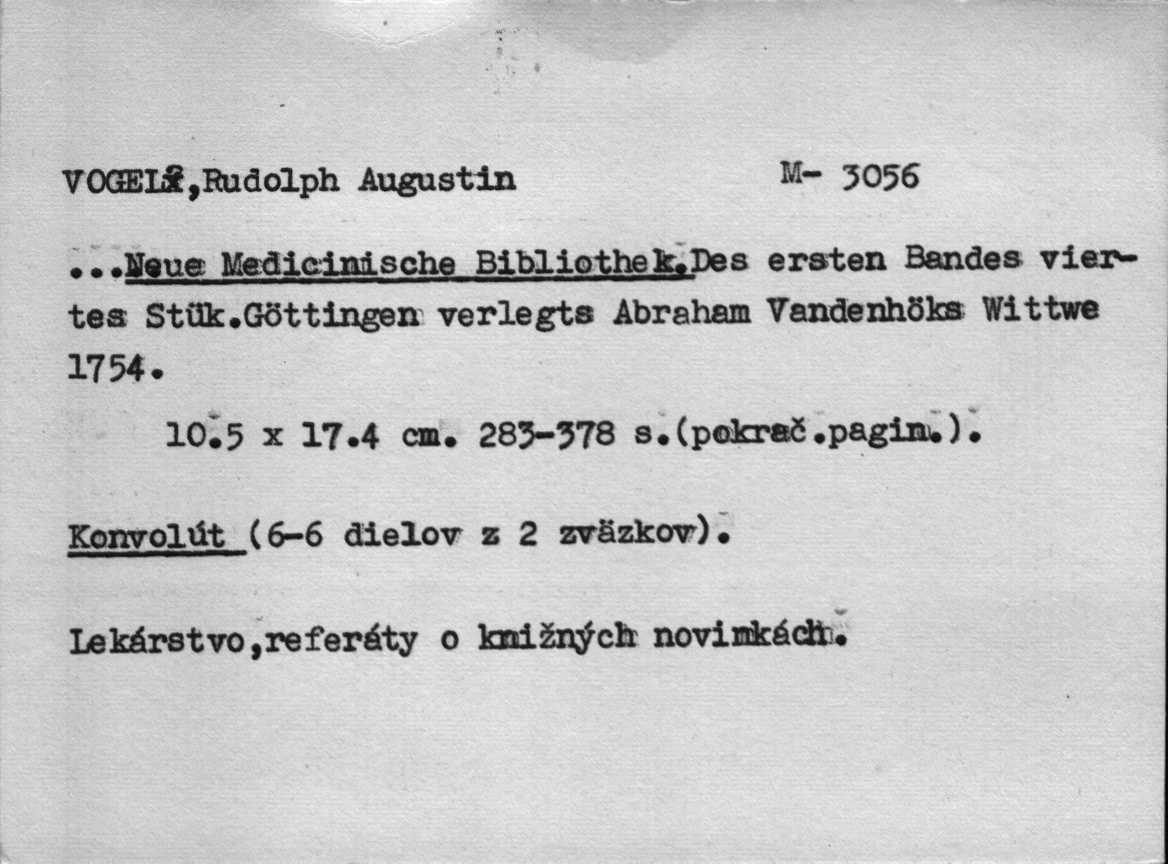 VOGEL,Rudolph Augustin M- 3056
...Neue Medicinische Bibliothek.Des ersten Bandes vier-
tes Stük.Göttingen verlegts Abraham Vandenhöks Wittwe
1754.
10.5 x 17.4 cm. 283-378 s.(pokrač.pagin.).
Konvolút (6-6 dielov z 2 zväzkov).
Lekárstvo,referáty o knižných novinkách.